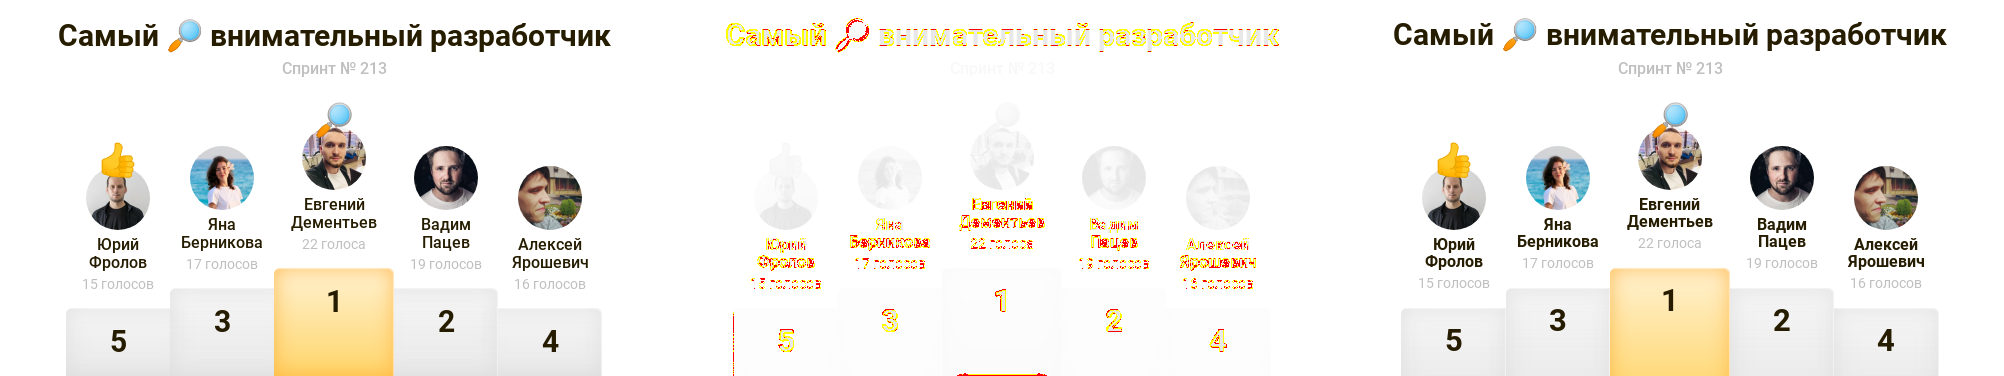 Самый 🔎 внимательный разработчик
Спринт № 213
Евгений
Дементьев
22 голоса
Яна
Берникова
17 голосов
Вадим
Пацев
19 голосов
Юрий
Фролов
15 голосов
Алексей
Ярошевич
16 голосов
5
3
1
2
4
Самый 🔎 внимательный разработчик
Спринт № 213
Евгений
Дементьев
22 голоса
Яна
Берникова
17 голосов
Вадим
Пацев
19 голосов
Юрий
Фролов
15 голосов
Алексей
Ярошевич
16 голосов
5
3
1
2
4
Самый 🔎 внимательный разработчик
Спринт № 213
Евгений
Дементьев
22 голоса
Яна
Берникова
17 голосов
Вадим
Пацев
19 голосов
Юрий
Фролов
15 голосов
Алексей
Ярошевич
16 голосов
5
3
1
2
4